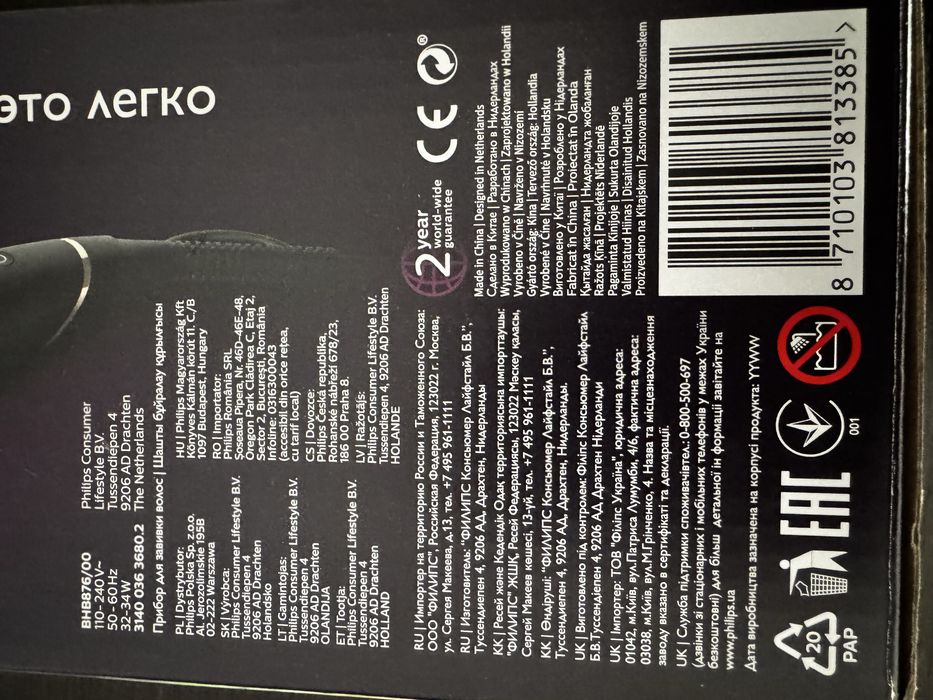 это легко
BHB876/00
110-240V~
50-60Hz
32-34W
3140 036 3680.2
Philips Consumer
Lifestyle B.V.
Tussendiepen 4
9206 AD Drachten
The Netherlands
Прибор для завивки волос | Шашты бұйралау құрылғысы
PL | Dystrybutor:
Philips Polska Sp. z.o.o.
Al. Jerozolimskie 195B
02-222 Warszawa
SK | Výrobca:
Philips Consumer Lifestyle B.V.
Tussendiepen 4
9206 AD Drachten
Holandsko
LT | Gamintojas:
Philips Consumer Lifestyle B.V.
Tussendiepen 4
9206 AD Drachten
OLANDIJA
ET | Tootja:
Philips Consumer Lifestyle B.V.
Tussendiepen 4
9206 AD Drachten
HOLLAND
HU | Philips Magyarország Kft
Könyves Kálmán körút 11. C./B
1097 Budapest, Hungary
RO | Importator:
Philips România SRL
Soseaua Pipera, Nr. 46D-46E-48,
Oraș Park Clădirea C, Etaj 2,
Sector 2, București, România
Infoline: 0316300043
(accesibil din orice rețea,
cu tarif local)
CS | Dovozce:
Philips Česká republika,
Rohanské nábřeží 678/23,
186 00 Praha 8.
LV | Ražotājs:
Philips Consumer Lifestyle B.V.
Tussendiepen 4, 9206 AD Drachten
HOLANDE
RU | Импортер на территорию России и Таможенного Союза:
ООО "ФИЛИПС", Российская Федерация, 123022 г. Москва,
ул. Сергея Макеева, д.13, тел. +7 495 961-1111
RU | Изготовитель: "ФИЛИПС Консьюмер Лайфстайл Б.В.",
Туссендиепен 4, 9206 АД, Драхтен, Нидерланды
KK | Ресей және Кедендік Одақ территориясына импорттаушы:
"ФИЛИПС" ЖШҚ, Ресей Федерациясы, 123022 Мәскеу қаласы,
Сергей Макеев көшесі, 13-үй, тел. +7 495 961-1111
KK | Өндіруші: "ФИЛИПС Консьюмер Лайфстайл Б.В.",
Туссендиепен 4, 9206 АД, Драхтен, Нидерланды
UK | Виготовлено під контролем: Філіпс Консьюмер Лайфстайл
Б.В.Туссендіепен 4, 9206 АД Драхтен Нідерланди
UK | Імпортер: ТОВ "Філіпс Україна", юридична адреса:
01042, м.Київ, вул.Патриса Лумумби, 4/6, фактична адреса:
03038, м.Київ, вул.М.Грінченко, 4. Назва та місцезнаходження
заводу вказано в сертифікаті та декларації.
UK | Служба підтримки споживачів тел.:0-800-500-697
(дзвінки зі стаціонарних і мобільних телефонів у межах України
безкоштовні) для більш детальної інформації завітайте на
www.philips.ua
Дата виробництва зазначена на корпусі продукта: YYWW
2 year
world-wide
guarantee
CE
Made in China | Designed in Netherlands
Сделано в Китае | Разработано в Нидерландах
Wyprodukowano w Chinach | Zaprojektowano w Holandii
Vyrobeno v Číně | Navrženo v Nizozemí
Gyártó ország: Kína | Tervező ország: Hollandia
Vyrobené v Číne | Navrhnuté v Holandsku
Виготовлено у Китаї | Розроблено у Нідерландах
Fabricat în China | Proiectat în Olanda
Қытайда жасалған | Нидерландта жобаланған
Ražots Ķīnā | Projektēts Nīderlandē
Pagaminta Kinijoje | Sukurta Olandijoje
Valmistatud Hiinas | Disainitud Hollandis
Proizvedeno na Kitajskem | Zasnovano na Nizozemskem
8 710103 813385 >
20
PAP
EAC
001